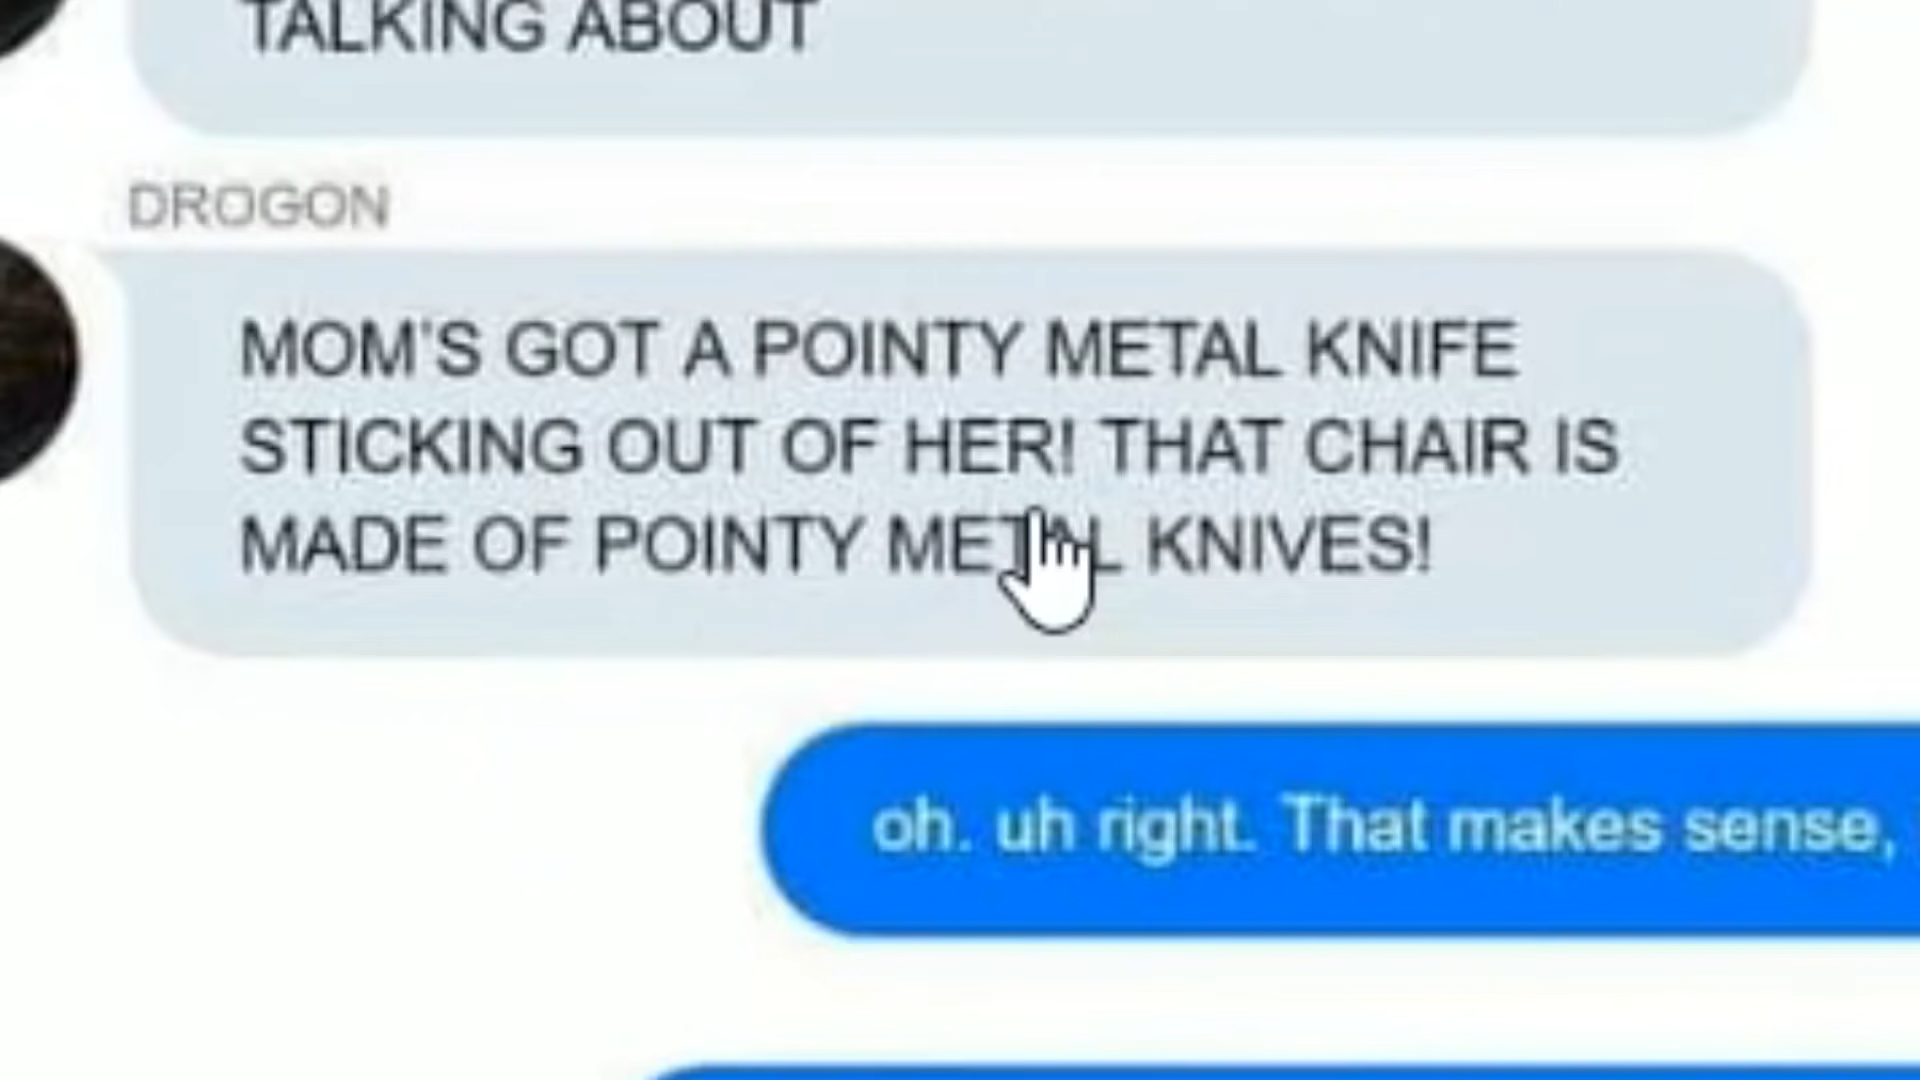 TALKING ABOUT
DROGON
MOM'S GOT A POINTY METAL KNIFE
STICKING OUT OF HER! THAT CHAIR IS
MADE OF POINTY METAL KNIVES!
oh. uh right. That makes sense,